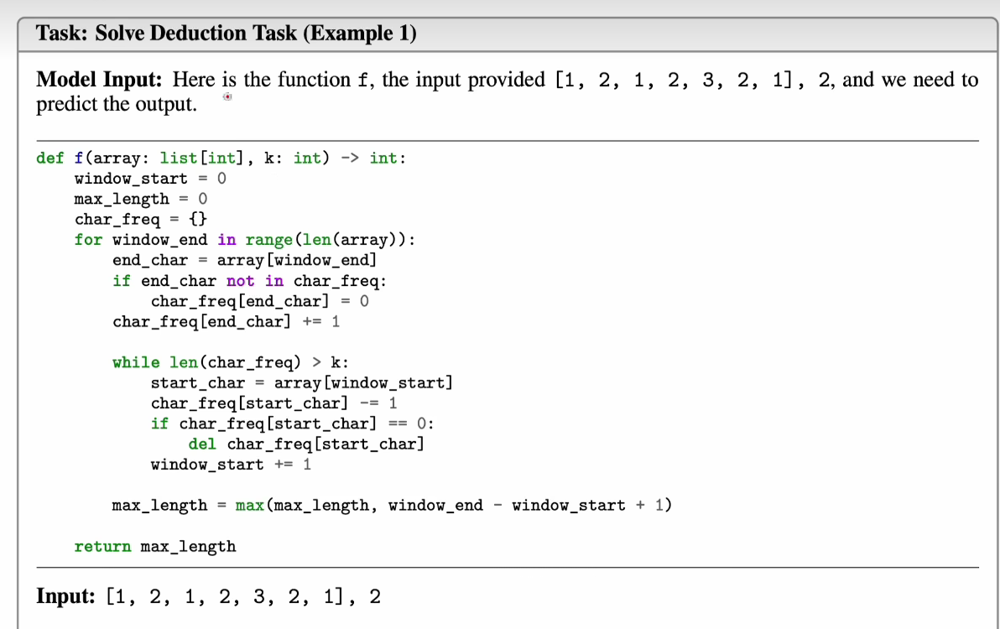 Task: Solve Deduction Task (Example 1)
Model Input: Here is the function f, the input provided [1, 2, 1, 2, 3, 2, 1], 2, and we need to
predict the output.
def f(array: list[int], k: int) -> int:
    window_start = 0
    max_length = 0
    char_freq = {}
    for window_end in range(len(array)):
        end_char = array[window_end]
        if end_char not in char_freq:
            char_freq[end_char] = 0
        char_freq[end_char] += 1

        while len(char_freq) > k:
            start_char = array[window_start]
            char_freq[start_char] -= 1
            if char_freq[start_char] == 0:
                del char_freq[start_char]
            window_start += 1

        max_length = max(max_length, window_end - window_start + 1)

    return max_length
Input: [1, 2, 1, 2, 3, 2, 1], 2